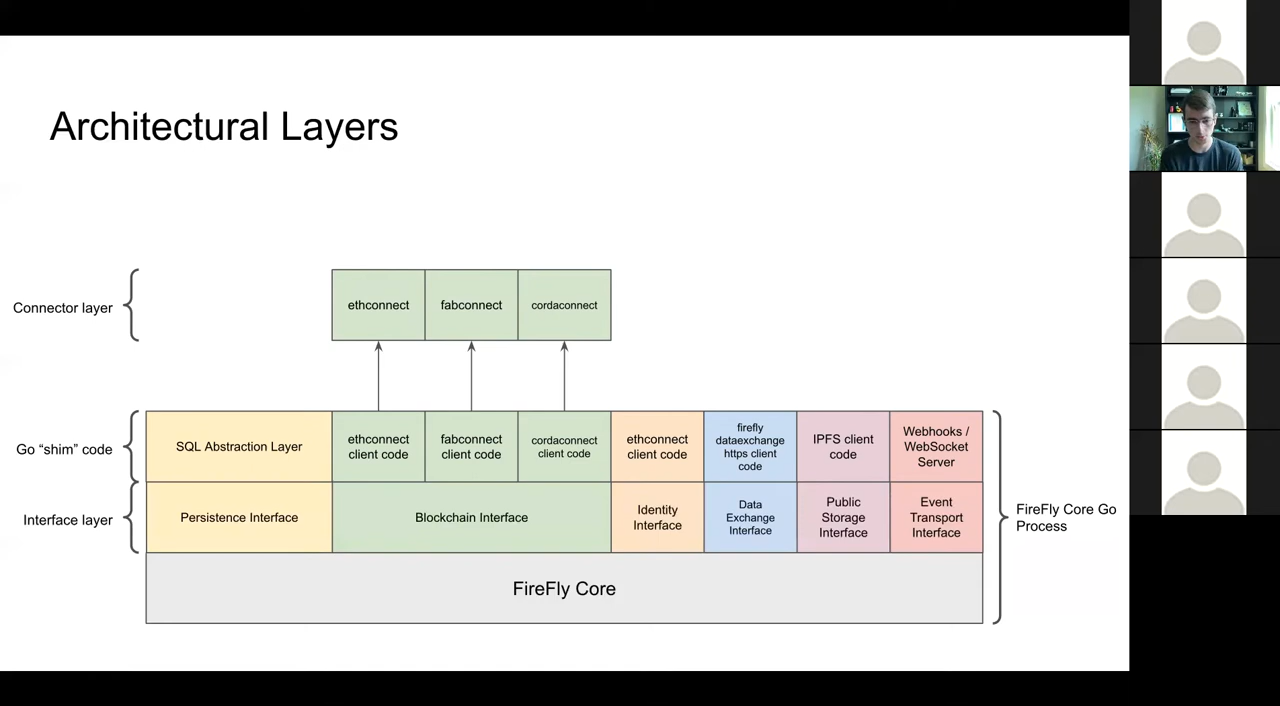 Architectural Layers
Connector layer
ethconnect
fabconnect
cordaconnect
Go “shim” code
SQL Abstraction Layer
ethconnect
client code
fabconnect
client code
cordaconnect
client code
ethconnect
client code
firefly
dataexchange
https client
code
IPFS client
code
Webhooks /
WebSocket
Server
Interface layer
Persistence Interface
Blockchain Interface
Identity
Interface
Data
Exchange
Interface
Public
Storage
Interface
Event
Transport
Interface
FireFly Core Go
Process
FireFly Core